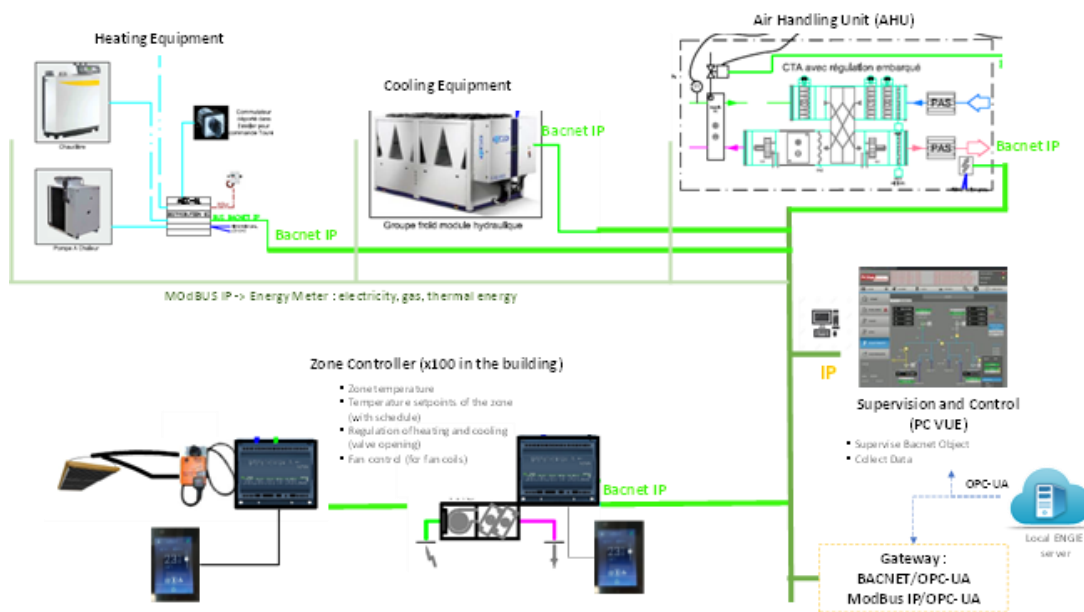 Air Handling Unit (AHU)
Heating Equipment
CTA avec régulation embarqué
Cooling Equipment
PAS
Commutateur
Chaudière
Bacnet IP
PAS
Bacnet IP
BUS BACNET IP
Bacnet IP
Pompe A Chaleur
Groupe froid module hydraulique
MOdBUS IP -> Energy Meter : electricity, gas, thermal energy
Zone Controller (x100 in the building)
IP
Zone temperature
Temperature setpoints of the zone
(with schedule)
Regulation of heating and cooling
(valve opening)
Fan control (for fan coils)
Supervision and Control
(PC VUE)
Supervise Bacnet Object
Collect Data
Bacnet IP
OPC-UA
Local ENGIE
server
Gateway :
BACNET/OPC-UA
ModBus IP/OPC-UA